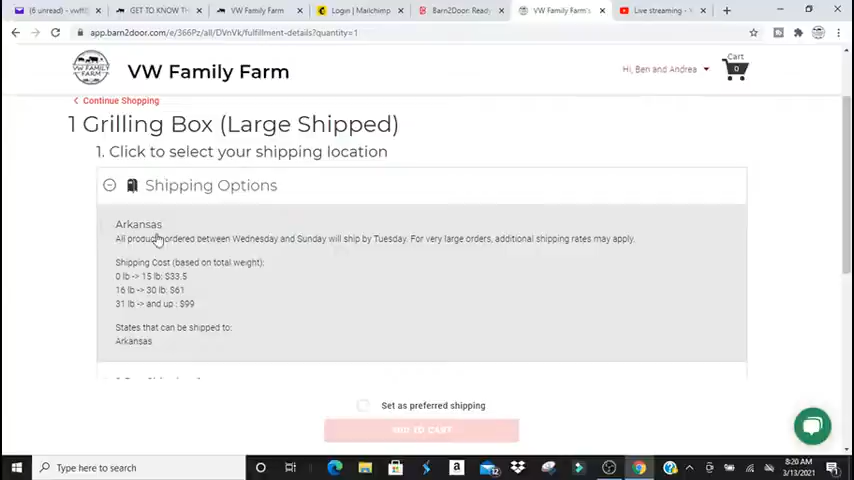 (6 unread) - vwff
GET TO KNOW TH
VW Family Farm
Login | Mailchimp
Barn2Door: Ready
VW Family Farm's
Live streaming - Y
app.barn2door.com/e/366Pz/all/DVnVk/fulfillment-details?quantity=1
VW FAMILY FARM
VW Family Farm
Hi, Ben and Andrea
Cart
0
Continue Shopping
1 Grilling Box (Large Shipped)
1. Click to select your shipping location
Shipping Options
Arkansas
All product ordered between Wednesday and Sunday will ship by Tuesday. For very large orders, additional shipping rates may apply.
Shipping Cost (based on total weight):
0 lb -> 15 lb: $33.5
16 lb -> 30 lb: $61
31 lb -> and up : $99
States that can be shipped to:
Arkansas
Set as preferred shipping
ADD TO CART
Type here to search
12
8:20 AM
3/13/2021